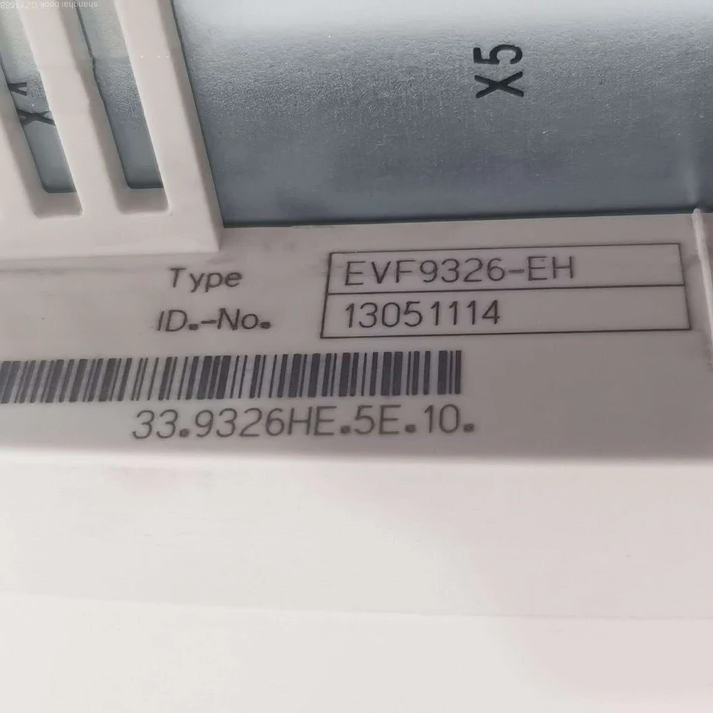 X5
Type EVF9326-EH
ID.-No. 13051114
33.9326HE.5E.10.